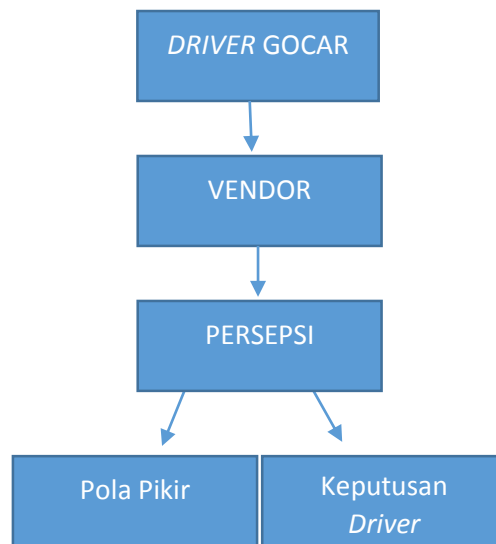 DRIVER GOCAR
VENDOR
PERSEPSI
Pola Pikir
Keputusan
Driver